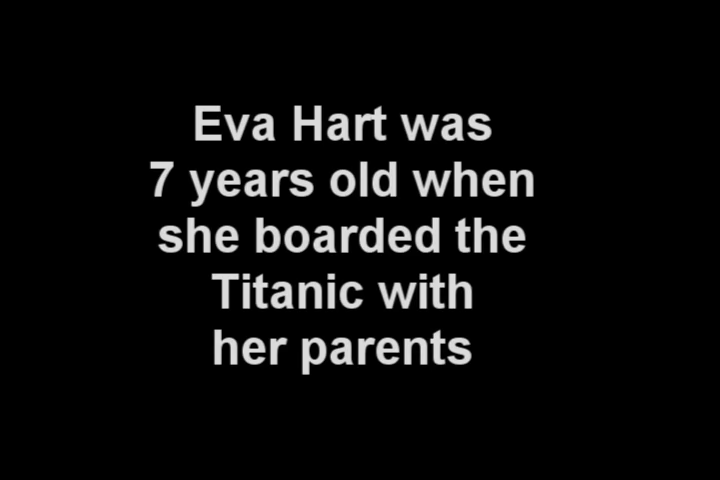 Eva Hart was
7 years old when
she boarded the
Titanic with
her parents